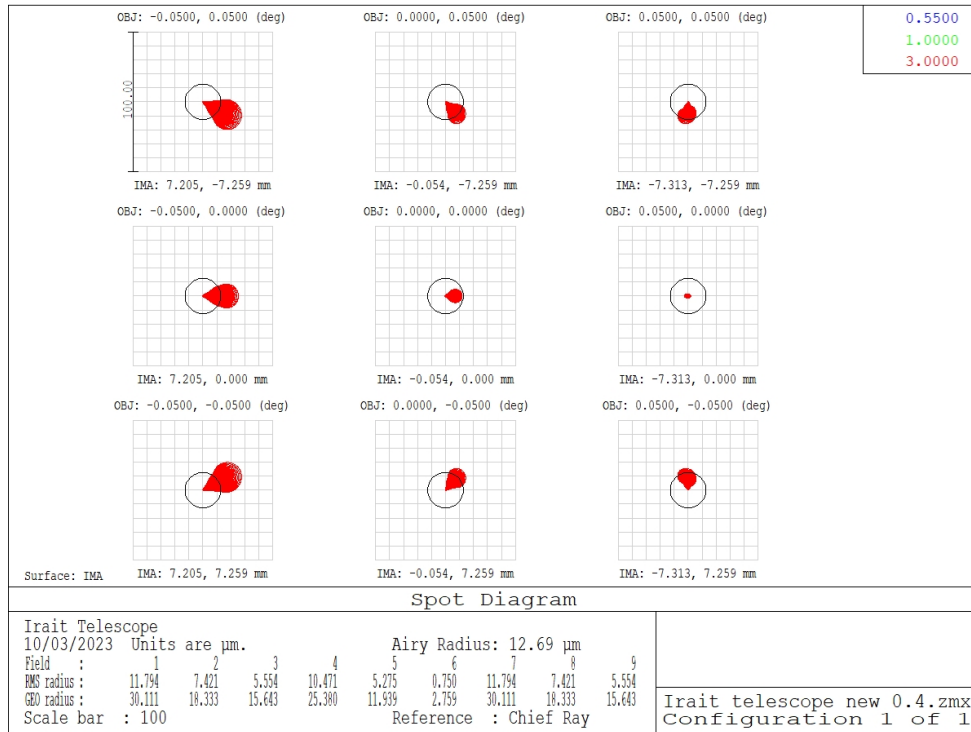 OBJ: -0.0500, 0.0500 (deg)
OBJ: 0.0000, 0.0500 (deg)
OBJ: 0.0500, 0.0500 (deg)
0.5500
1.0000
3.0000
100.00
IMA: 7.205, -7.259 mm
IMA: -0.054, -7.259 mm
IMA: -7.313, -7.259 mm
OBJ: -0.0500, 0.0000 (deg)
OBJ: 0.0000, 0.0000 (deg)
OBJ: 0.0500, 0.0000 (deg)
IMA: 7.205, 0.000 mm
IMA: -0.054, 0.000 mm
IMA: -7.313, 0.000 mm
OBJ: -0.0500, -0.0500 (deg)
OBJ: 0.0000, -0.0500 (deg)
OBJ: 0.0500, -0.0500 (deg)
Surface: IMA
IMA: 7.205, 7.259 mm
IMA: -0.054, 7.259 mm
IMA: -7.313, 7.259 mm
Spot Diagram
Irait Telescope
10/03/2023 Units are µm. Airy Radius: 12.69 µm
Field : 1 2 3 4 5 6 7 8 9
RMS radius : 11.794 7.421 5.554 10.471 5.275 0.750 11.794 7.421 5.554
GEO radius : 30.111 18.333 15.643 25.380 11.939 2.759 30.111 18.333 15.643
Scale bar : 100 Reference : Chief Ray
Irait telescope new 0.4.zmx
Configuration 1 of 1